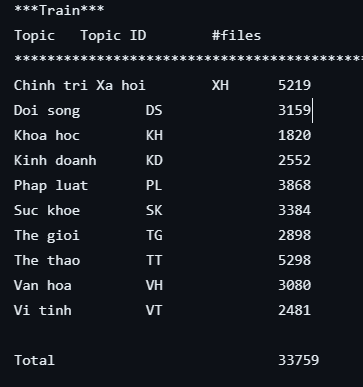 ***Train***
Topic Topic ID #files
******************************************
Chinh tri Xa hoi XH 5219
Doi song DS 3159
Khoa hoc KH 1820
Kinh doanh KD 2552
Phap luat PL 3868
Suc khoe SK 3384
The gioi TG 2898
The thao TT 5298
Van hoa VH 3080
Vi tinh VT 2481
Total 33759